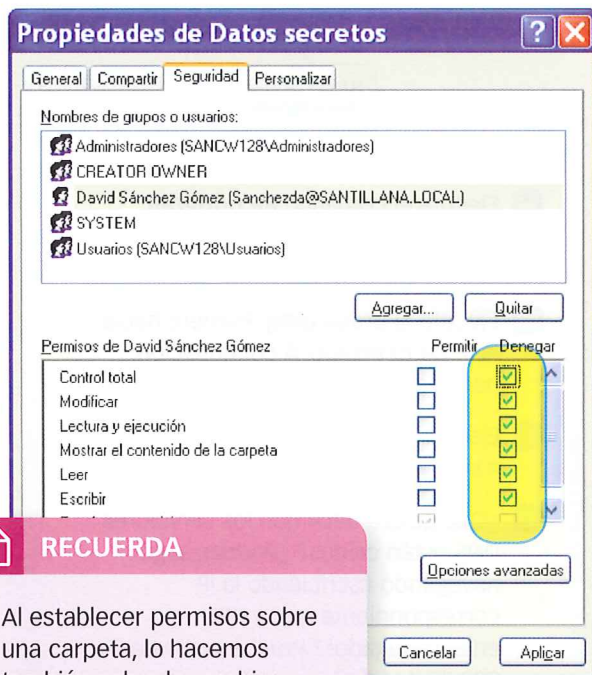 Propiedades de Datos secretos
General Compartir Seguridad Personalizar
Nombres de grupos o usuarios:
Administradores (SANCW128\Administradores)
CREATOR OWNER
David Sánchez Gómez (Sanchezda@SANTILLANA.LOCAL)
SYSTEM
Usuarios (SANCW128\Usuarios)
Agregar... Quitar
Permisos de David Sánchez Gómez Permitir Denegar
Control total
Modificar
Lectura y ejecución
Mostrar el contenido de la carpeta
Leer
Escribir
Opciones avanzadas
RECUERDA
Al establecer permisos sobre
una carpeta, lo hacemos
Cancelar Aplicar